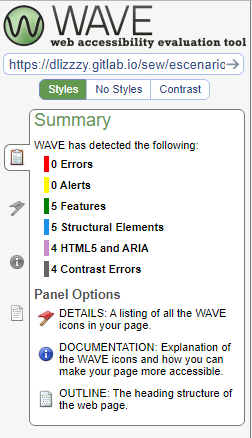 WAVE
web accessibility evaluation tool
https://dlizzzy.gitlab.io/sew/escenario
Styles No Styles Contrast
Summary
WAVE has detected the following:
0 Errors
0 Alerts
5 Features
5 Structural Elements
4 HTML5 and ARIA
4 Contrast Errors
Panel Options
DETAILS: A listing of all the WAVE
icons in your page.
DOCUMENTATION: Explanation of
the WAVE icons and how you can
make your page more accessible.
OUTLINE: The heading structure of
the web page.